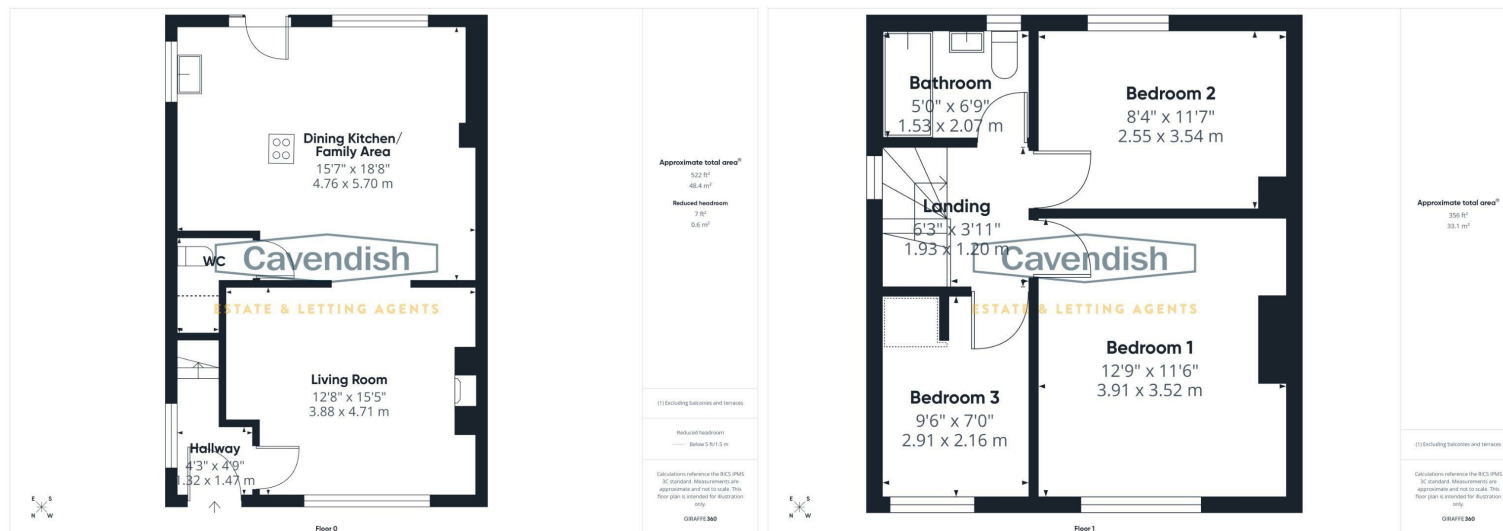 Dining Kitchen/
Family Area
15'7" x 18'8"
4.76 x 5.70 m
WC
Cavendish
ESTATE & LETTING AGENTS
Living Room
12'8" x 15'5"
3.88 x 4.71 m
Hallway
4'3" x 4'9"
1.32 x 1.47 m
E S
N W
Floor 0
Approximate total area(1)
522 ft²
48.4 m²
Reduced headroom
7 ft²
0.6 m²
(1) Excluding balconies and terraces
Reduced headroom
Below 5 ft/1.5 m
Calculations reference the RICS IPMS
3C standard. Measurements are
approximate and not to scale. This
floor plan is intended for illustration
only.
GIRAFFE360
Bathroom
5'0" x 6'9"
1.53 x 2.07 m
Bedroom 2
8'4" x 11'7"
2.55 x 3.54 m
Landing
6'3" x 3'11"
1.93 x 1.20 m
Cavendish
ESTATE & LETTING AGENTS
Bedroom 1
12'9" x 11'6"
3.91 x 3.52 m
Bedroom 3
9'6" x 7'0"
2.91 x 2.16 m
E S
N W
Floor 1
Approximate total area(1)
356 ft²
33.1 m²
(1) Excluding balconies and terraces
Calculations reference the RICS IPMS
3C standard. Measurements are
approximate and not to scale. This
floor plan is intended for illustration
only.
GIRAFFE360